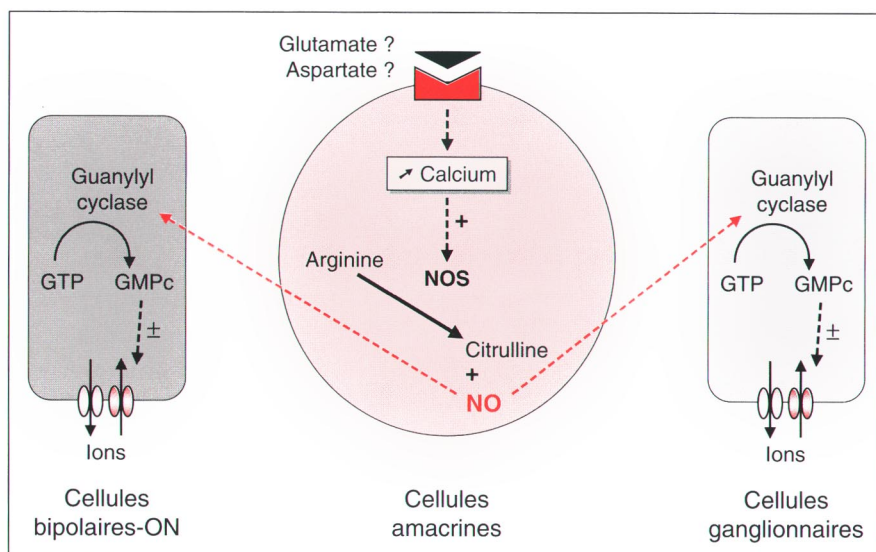 Glutamate ?
Aspartate ?
↗ Calcium
+
NOS
Arginine
Citrulline
+
NO
Guanylyl
cyclase
GTP GMPc
±
Ions
Guanylyl
cyclase
GTP GMPc
±
Ions
Cellules
bipolaires-ON
Cellules
amacrines
Cellules
ganglionnaires